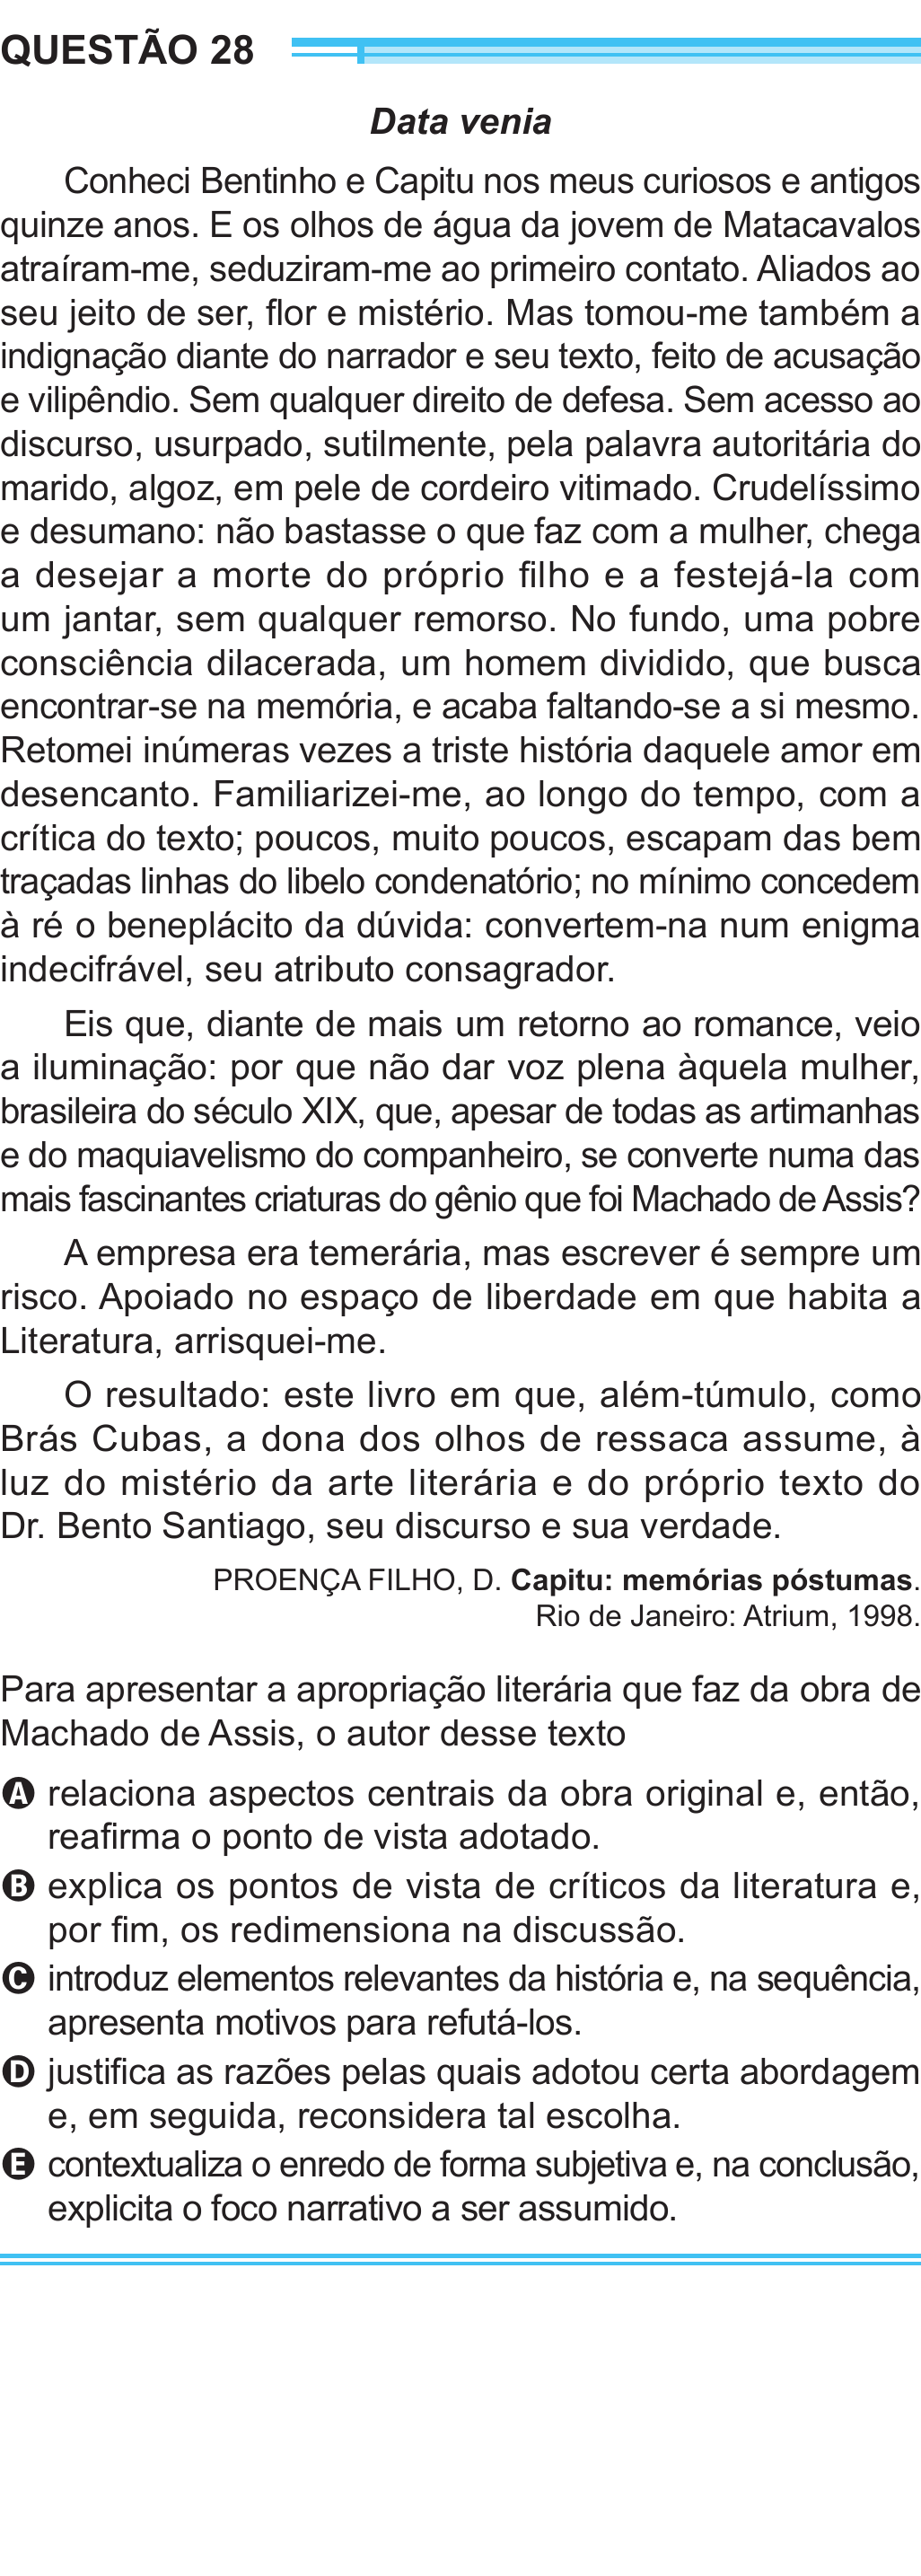 QUESTÃO 28
Data venia
Conheci Bentinho e Capitu nos meus curiosos e antigos
quinze anos. E os olhos de água da jovem de Matacavalos
atraíram-me, seduziram-me ao primeiro contato. Aliados ao
seu jeito de ser, flor e mistério. Mas tomou-me também a
indignação diante do narrador e seu texto, feito de acusação
e vilipêndio. Sem qualquer direito de defesa. Sem acesso ao
discurso, usurpado, sutilmente, pela palavra autoritária do
marido, algoz, em pele de cordeiro vitimado. Crudelíssimo
e desumano: não bastasse o que faz com a mulher, chega
a desejar a morte do próprio filho e a festejá-la com
um jantar, sem qualquer remorso. No fundo, uma pobre
consciência dilacerada, um homem dividido, que busca
encontrar-se na memória, e acaba faltando-se a si mesmo.
Retomei inúmeras vezes a triste história daquele amor em
desencanto. Familiarizei-me, ao longo do tempo, com a
crítica do texto; poucos, muito poucos, escapam das bem
traçadas linhas do libelo condenatório; no mínimo concedem
à ré o beneplácito da dúvida: convertem-na num enigma
indecifrável, seu atributo consagrador.
Eis que, diante de mais um retorno ao romance, veio
a iluminação: por que não dar voz plena àquela mulher,
brasileira do século XIX, que, apesar de todas as artimanhas
e do maquiavelismo do companheiro, se converte numa das
mais fascinantes criaturas do gênio que foi Machado de Assis?
A empresa era temerária, mas escrever é sempre um
risco. Apoiado no espaço de liberdade em que habita a
Literatura, arrisquei-me.
O resultado: este livro em que, além-túmulo, como
Brás Cubas, a dona dos olhos de ressaca assume, à
luz do mistério da arte literária e do próprio texto do
Dr. Bento Santiago, seu discurso e sua verdade.
PROENÇA FILHO, D. Capitu: memórias póstumas.
Rio de Janeiro: Atrium, 1998.
Para apresentar a apropriação literária que faz da obra de
Machado de Assis, o autor desse texto
A relaciona aspectos centrais da obra original e, então,
reafirma o ponto de vista adotado.
B explica os pontos de vista de críticos da literatura e,
por fim, os redimensiona na discussão.
C introduz elementos relevantes da história e, na sequência,
apresenta motivos para refutá-los.
D justifica as razões pelas quais adotou certa abordagem
e, em seguida, reconsidera tal escolha.
E contextualiza o enredo de forma subjetiva e, na conclusão,
explicita o foco narrativo a ser assumido.